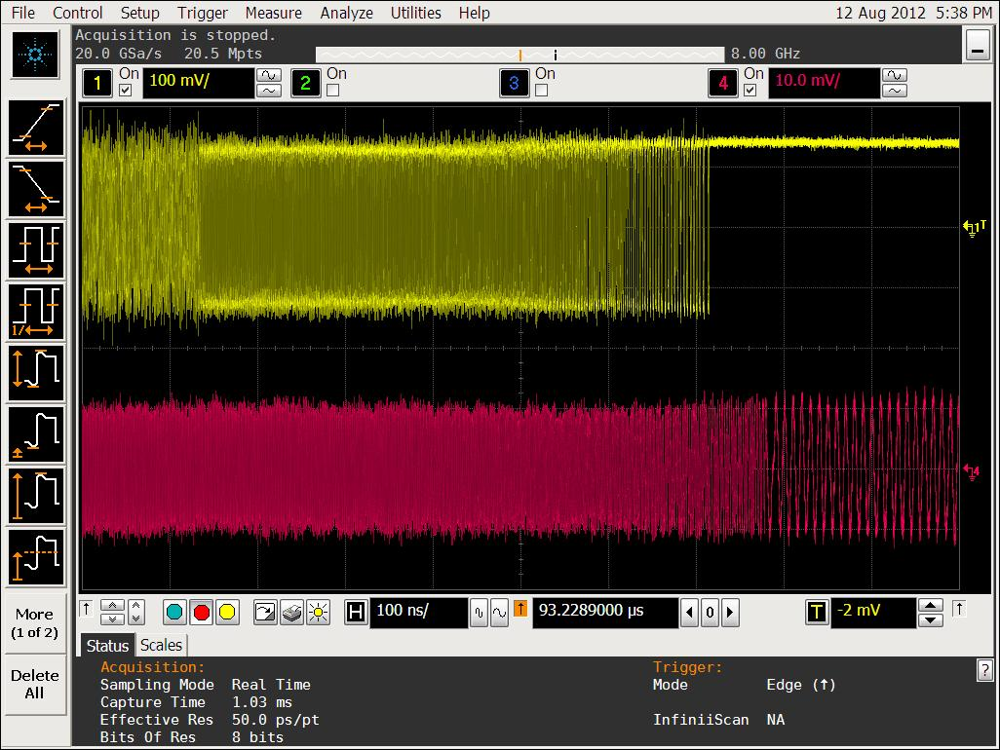 File Control Setup Trigger Measure Analyze Utilities Help 12 Aug 2012 5:38 PM
Acquisition is stopped.
20.0 GSa/s 20.5 Mpts 8.00 GHz
1 On 100 mV/ 2 On 3 On 4 On 10.0 mV/
1T
1/
4
More
(1 of 2)
Delete
All
H 100 ns/ 93.2289000 µs 0 T -2 mV
Status Scales
Acquisition: Trigger: ?
Sampling Mode Real Time Mode Edge (↑)
Capture Time 1.03 ms
Effective Res 50.0 ps/pt InfiniiScan NA
Bits Of Res 8 bits